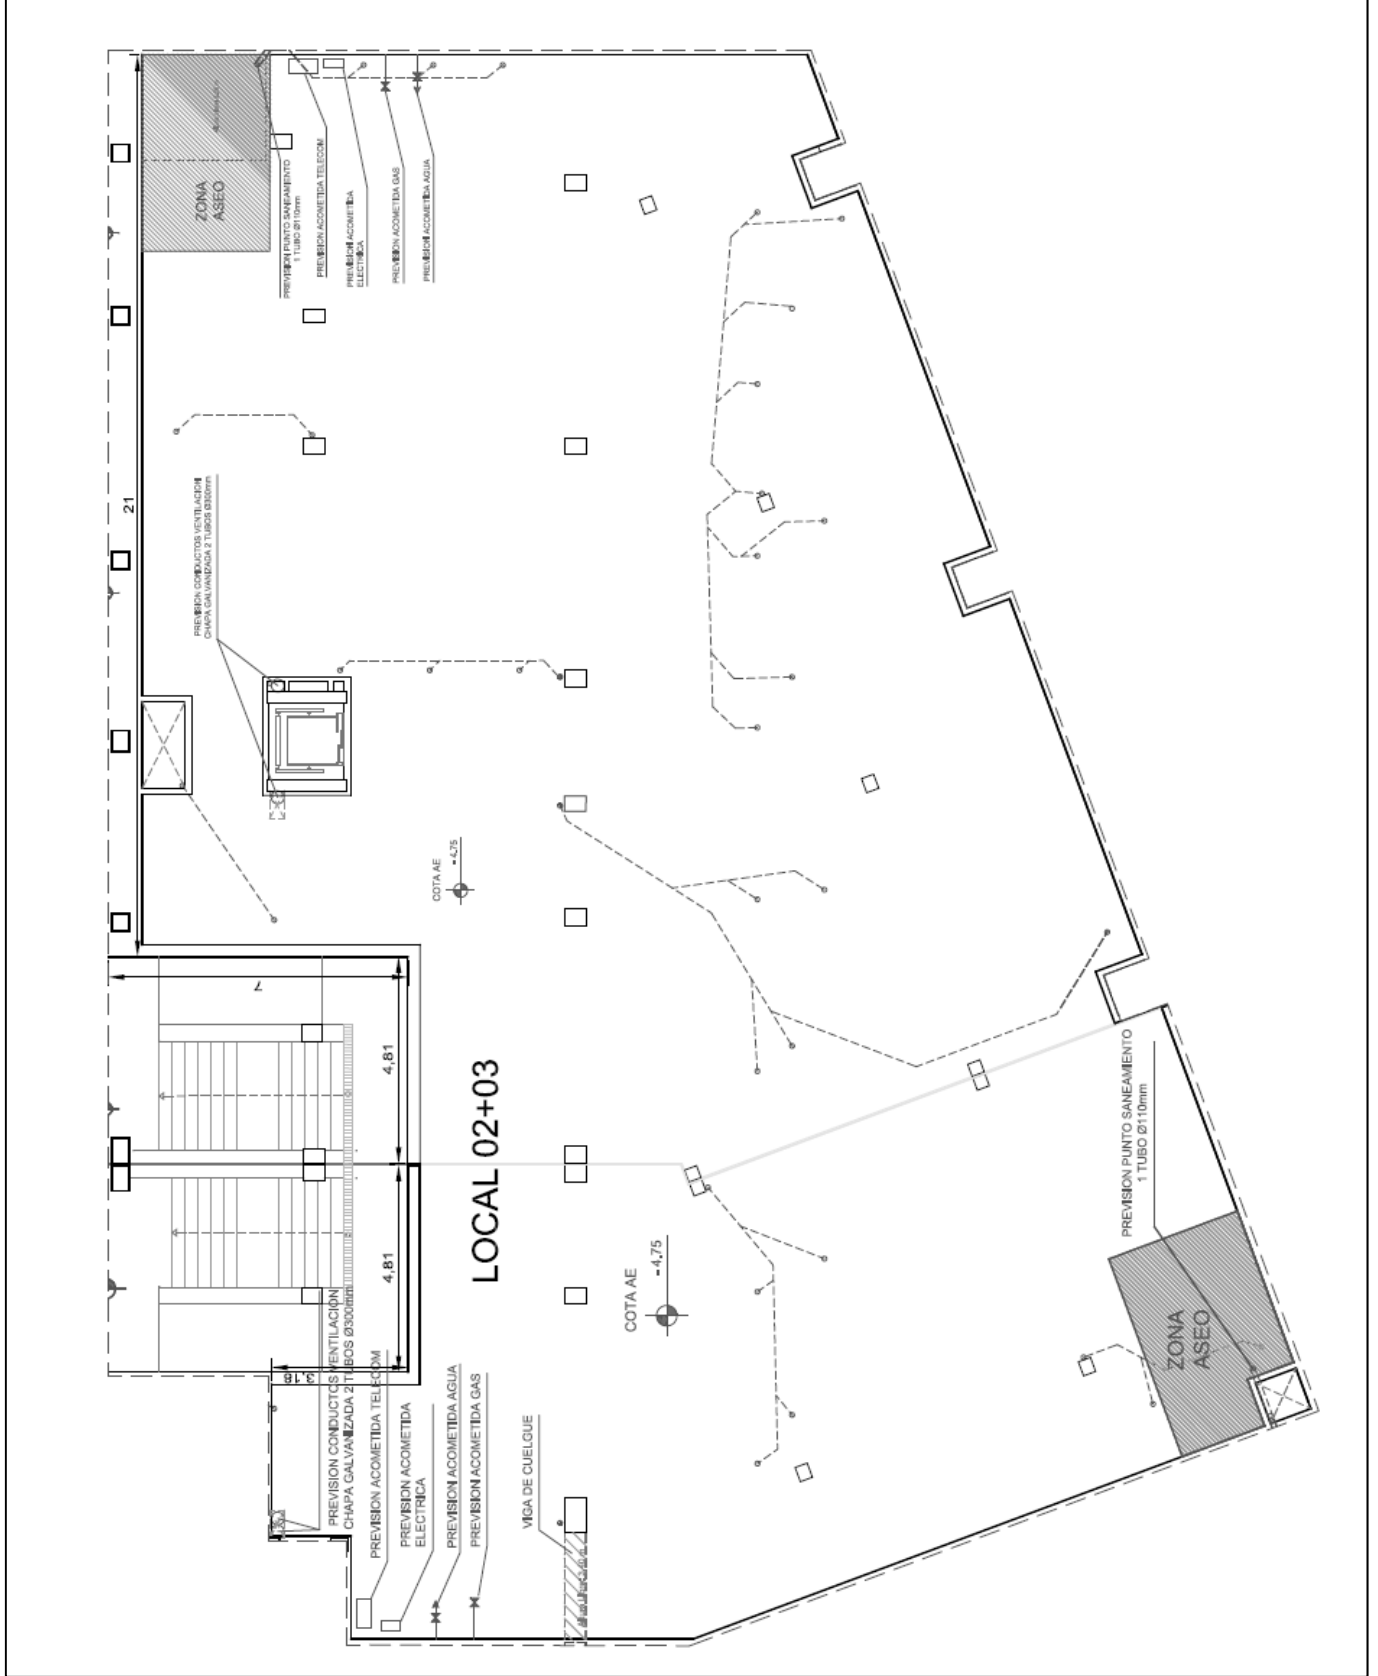 ZONA
ASEO
PREVISION PUNTO SANEAMIENTO
1 TUBO Ø110mm
PREVISION ACOMETIDA TELECOM
PREVISION ACOMETIDA
ELECTRICA
PREVISION ACOMETIDA GAS
PREVISION ACOMETIDA AGUA
21
PREVISION CONDUCTOS VENTILACION
CHAPA GALVANIZADA 2 TUBOS Ø300mm
COTA AE
- 4,75
7
4,81
4,81
3,18
LOCAL 02+03
COTA AE
- 4,75
PREVISION CONDUCTOS VENTILACION
CHAPA GALVANIZADA 2 TUBOS Ø300mm
PREVISION ACOMETIDA TELECOM
PREVISION ACOMETIDA
ELECTRICA
PREVISION ACOMETIDA AGUA
PREVISION ACOMETIDA GAS
VIGA DE CUELGUE
PREVISION PUNTO SANEAMIENTO
1 TUBO Ø110mm
ZONA
ASEO